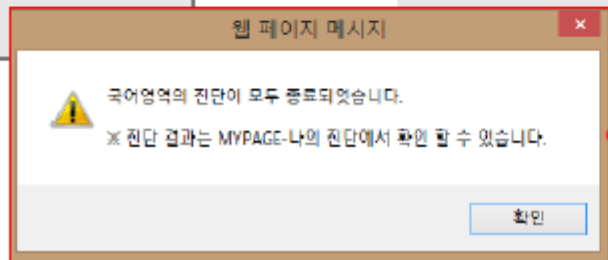 웹 페이지 메시지
국어영역의 진단이 모두 종료되었습니다.
※ 진단 결과는 MYPAGE-나의 진단에서 확인 할 수 있습니다.
확인